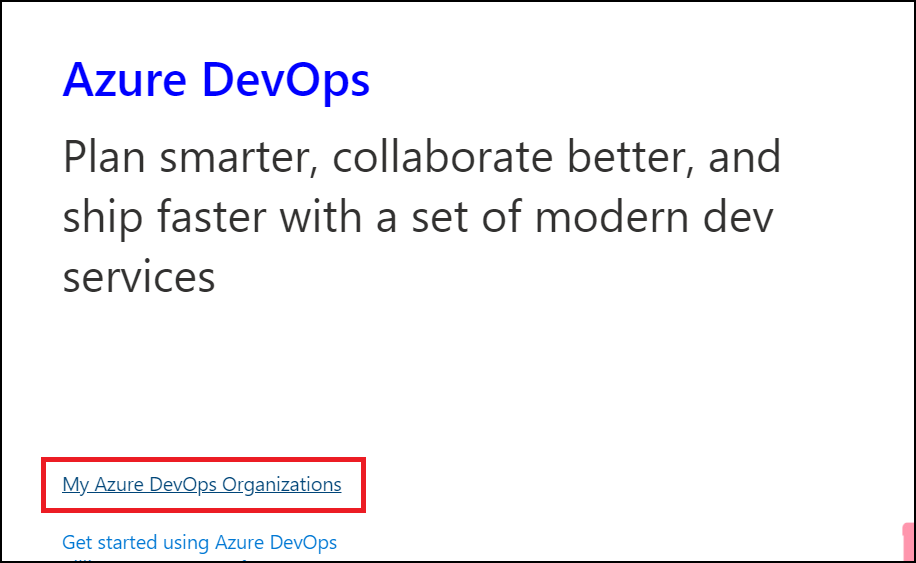 Azure DevOps
Plan smarter, collaborate better, and
ship faster with a set of modern dev
services
My Azure DevOps Organizations
Get started using Azure DevOps